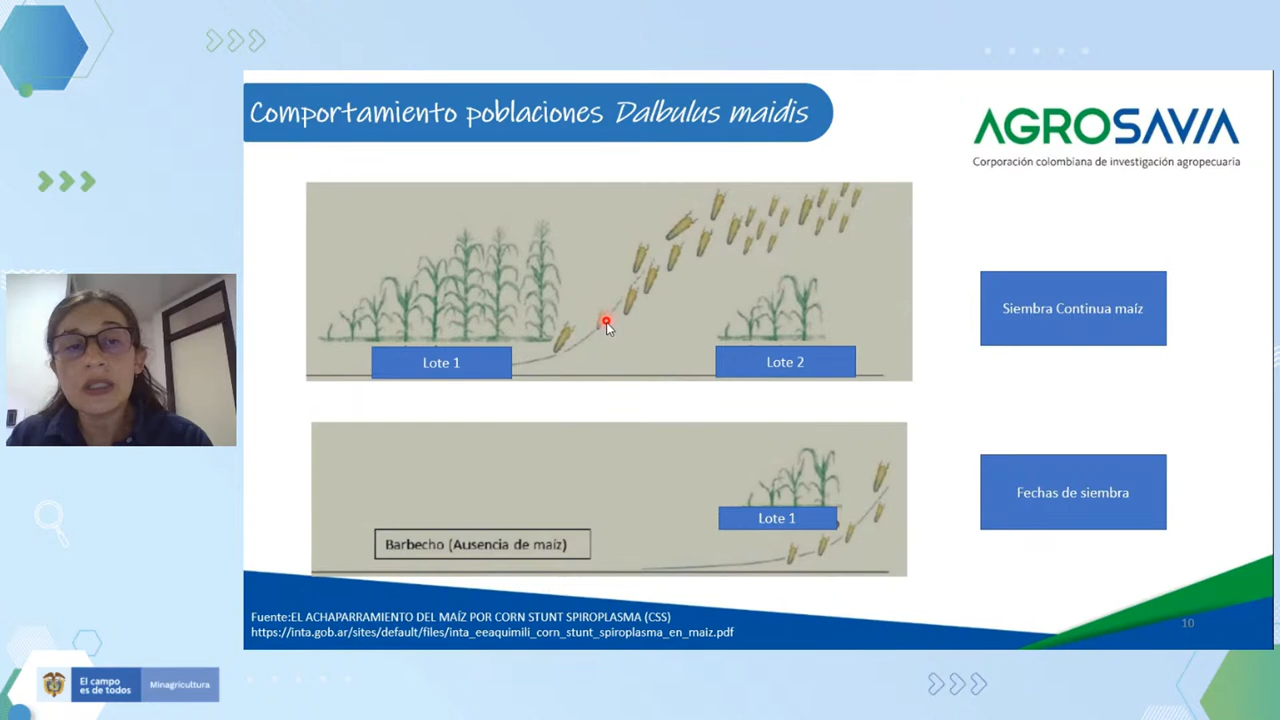 Comportamiento poblaciones Dalbulus maidis
AGROSAVIA
Corporación colombiana de investigación agropecuaria
Lote 1
Lote 2
Siembra Continua maíz
Barbecho (Ausencia de maíz)
Lote 1
Fechas de siembra
Fuente:EL ACHAPARRAMIENTO DEL MAÍZ POR CORN STUNT SPIROPLASMA (CSS)
https://inta.gob.ar/sites/default/files/inta_eeaquimili_corn_stunt_spiroplasma_en_maiz.pdf
10
El campo
es de todos
Minagricultura